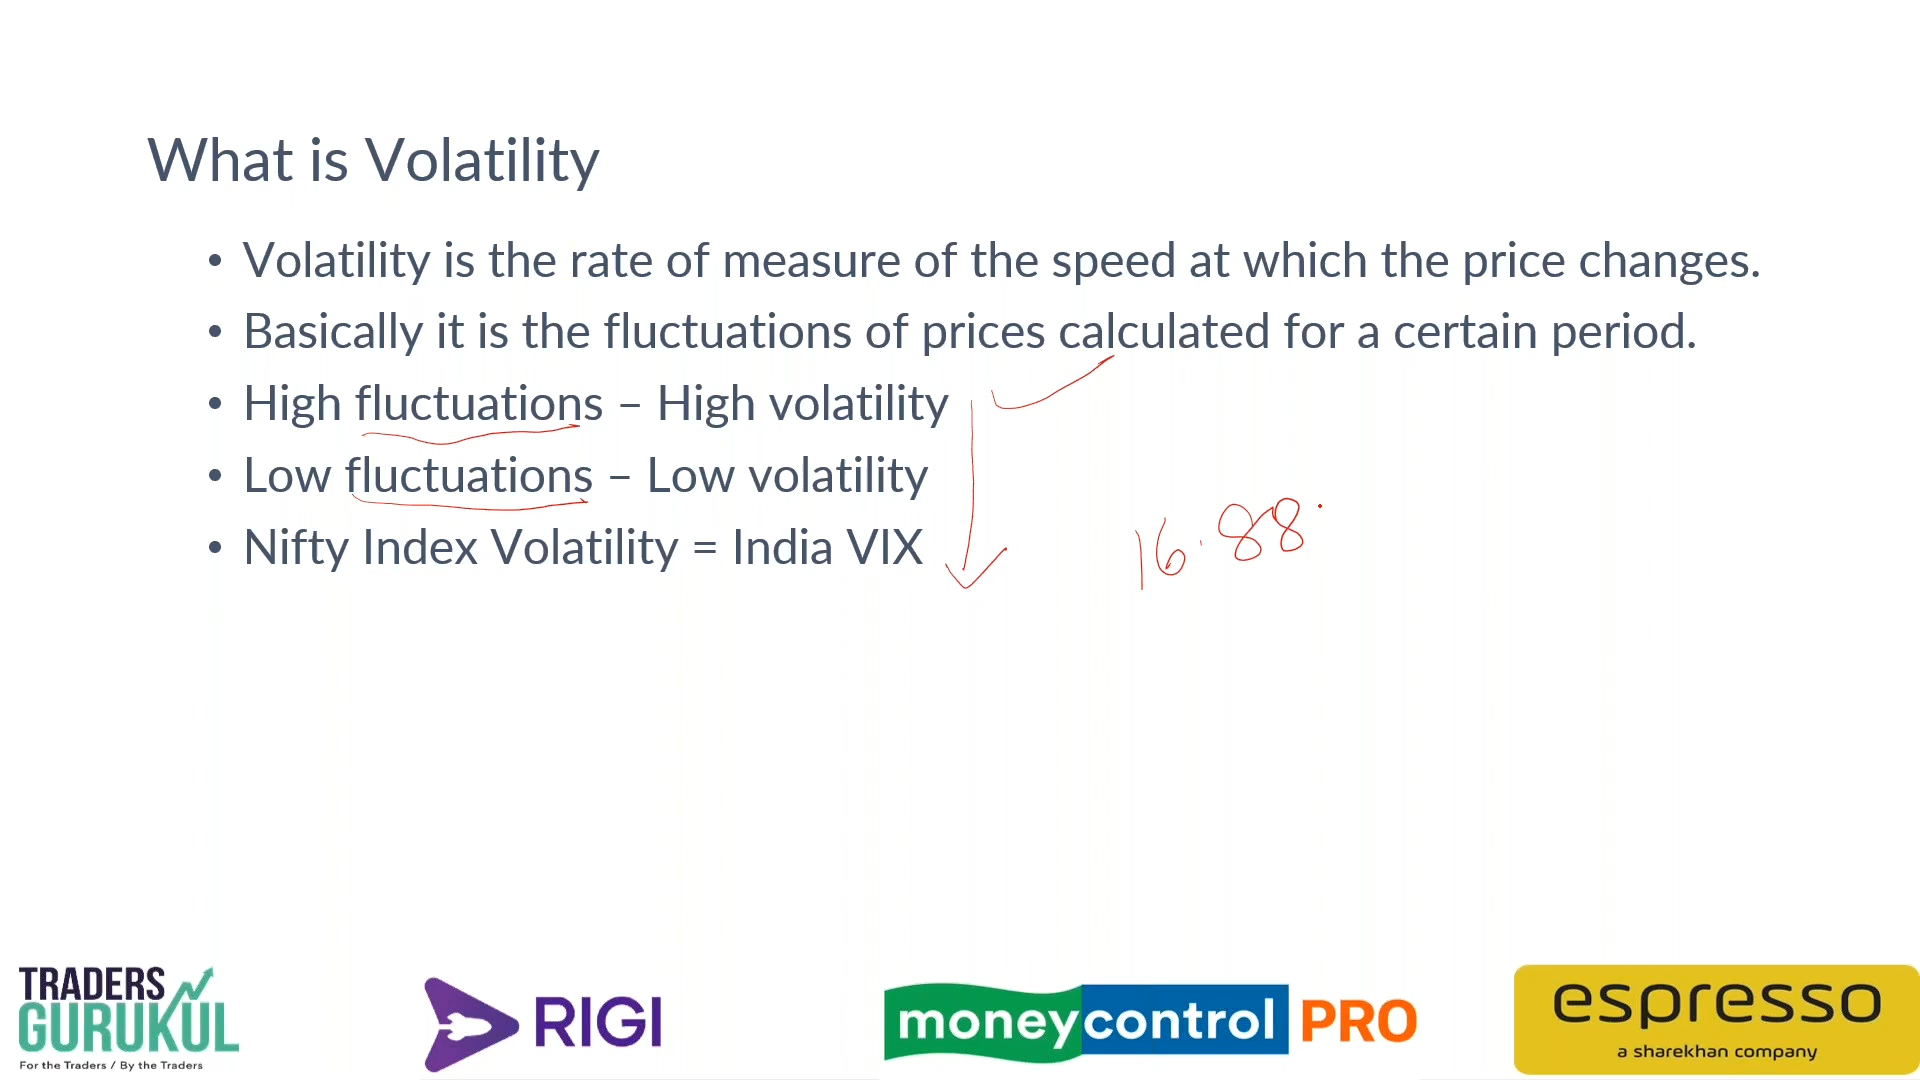 What is Volatility
• Volatility is the rate of measure of the speed at which the price changes.
• Basically it is the fluctuations of prices calculated for a certain period.
• High fluctuations – High volatility
• Low fluctuations – Low volatility
• Nifty Index Volatility = India VIX
16.88
TRADERS
GURUKUL
For the Traders / By the Traders
RIGI
moneycontrol PRO
espresso
a sharekhan company